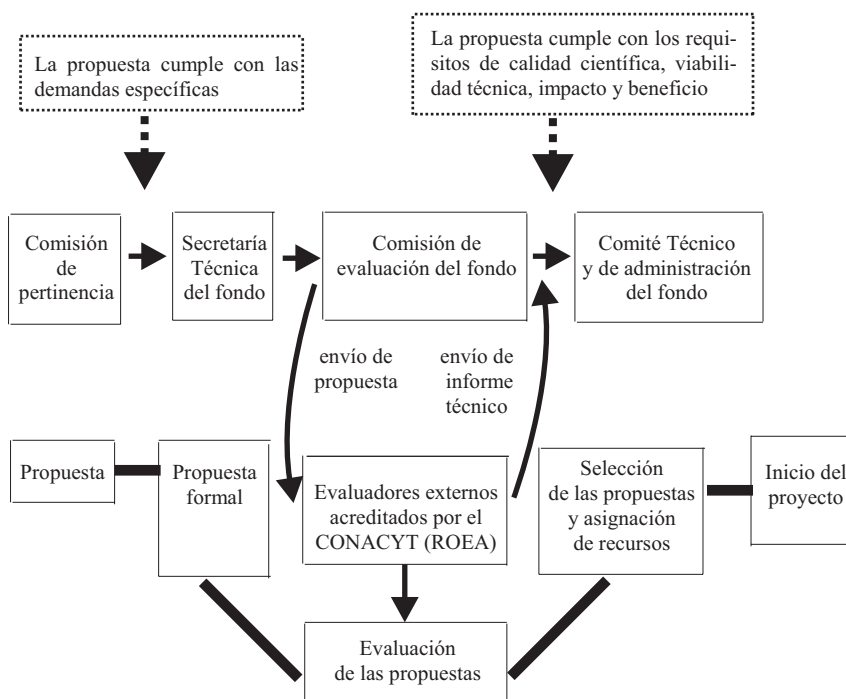 La propuesta cumple con las
demandas específicas
La propuesta cumple con los requi-
sitos de calidad científica, viabili-
dad técnica, impacto y beneficio
Comisión
de
pertinencia
Secretaría
Técnica
del fondo
Comisión de
evaluación del fondo
Comité Técnico
y de administración
del fondo
envío de
propuesta
envío de
informe
técnico
Propuesta
Propuesta
formal
Evaluadores externos
acreditados por el
CONACYT (ROEA)
Selección
de las propuestas
y asignación
de recursos
Inicio del
proyecto
Evaluación
de las propuestas